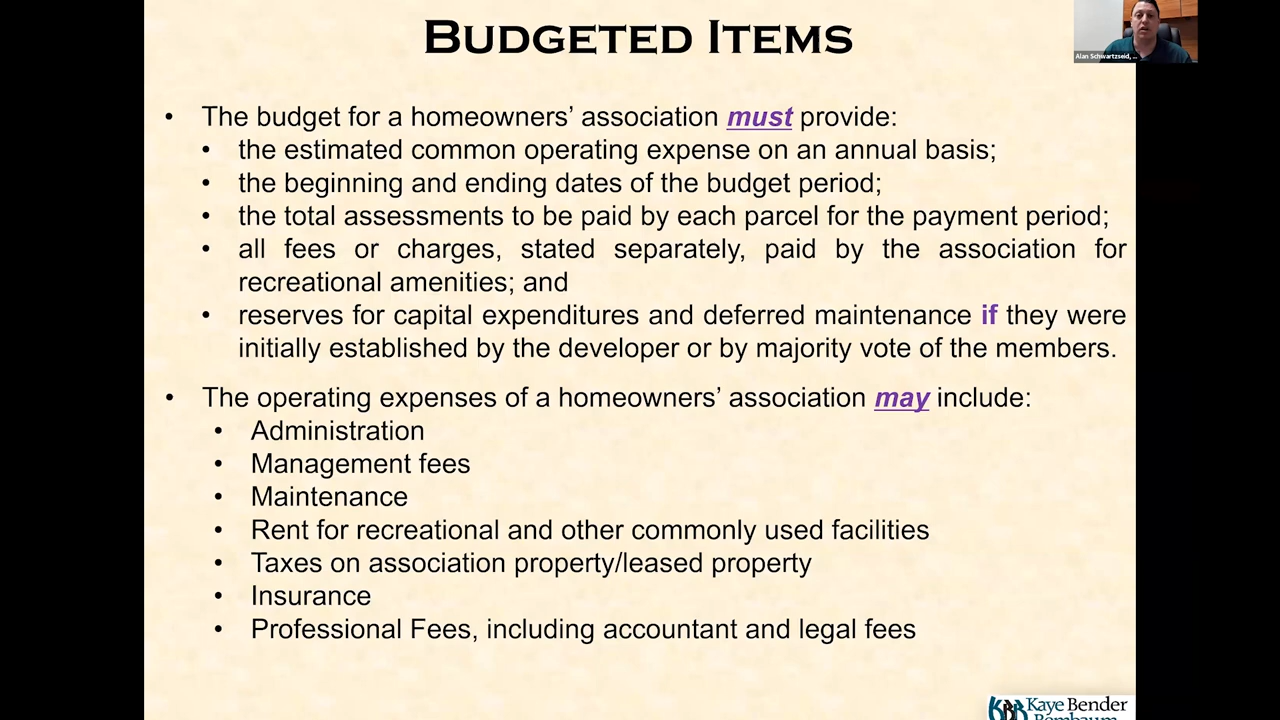 BUDGETED ITEMS
Alan Schwartzseid, ...
• The budget for a homeowners’ association must provide:
• the estimated common operating expense on an annual basis;
• the beginning and ending dates of the budget period;
• the total assessments to be paid by each parcel for the payment period;
• all fees or charges, stated separately, paid by the association for
recreational amenities; and
• reserves for capital expenditures and deferred maintenance if they were
initially established by the developer or by majority vote of the members.
• The operating expenses of a homeowners’ association may include:
• Administration
• Management fees
• Maintenance
• Rent for recreational and other commonly used facilities
• Taxes on association property/leased property
• Insurance
• Professional Fees, including accountant and legal fees
KBR Kaye Bender
Rembaum